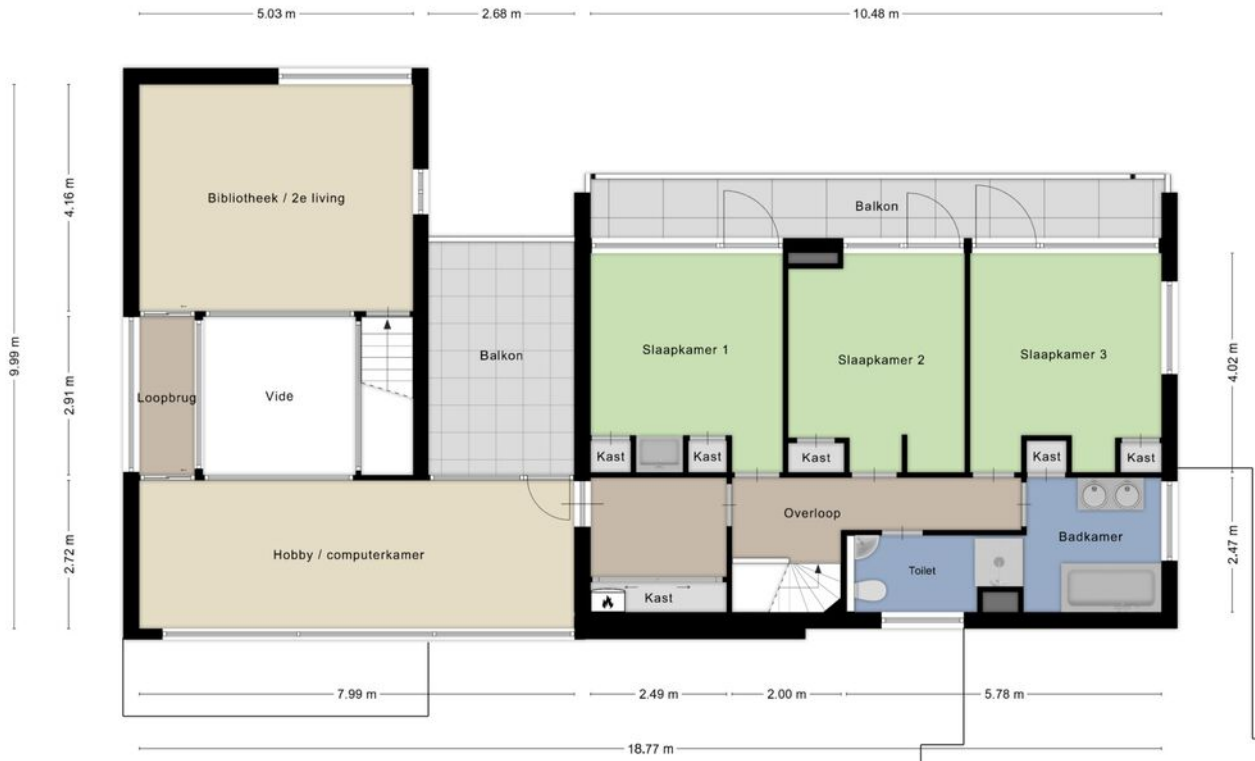 5.03 m
2.68 m
10.48 m
9.99 m
4.16 m
2.91 m
2.72 m
Bibliotheek / 2e living
Balkon
Slaapkamer 1
Slaapkamer 2
Slaapkamer 3
4.02 m
Balkon
Loopbrug
Vide
Kast
Kast
Kast
Kast
Kast
Overloop
Badkamer
2.47 m
Hobby / computerkamer
Toilet
Kast
7.99 m
2.49 m
2.00 m
5.78 m
18.77 m